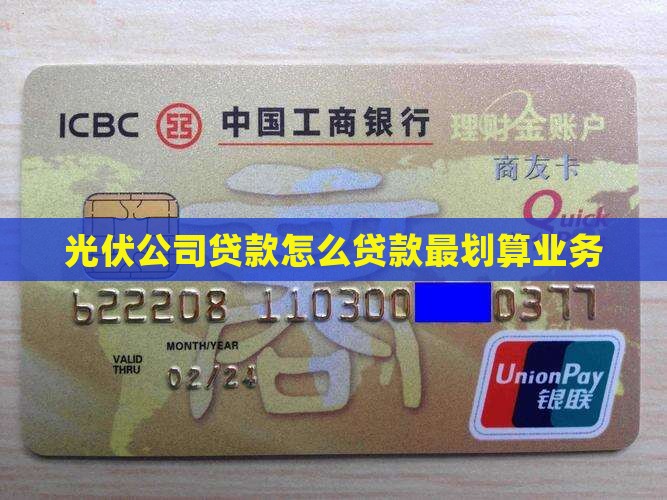 ICBC 中国工商银行
理财金账户
商友卡
Quick
光伏公司贷款怎么贷款最划算业务
622208 110300 0377
MONTH/YEAR
VALID
THRU
02/24
UnionPay
银联